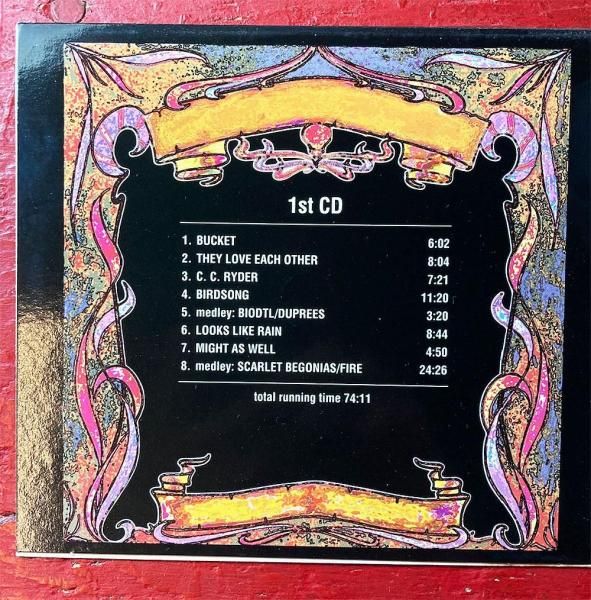 1st CD
1. BUCKET 6:02
2. THEY LOVE EACH OTHER 8:04
3. C. C. RYDER 7:21
4. BIRDSONG 11:20
5. medley: BIODTL/DUPREES 3:20
6. LOOKS LIKE RAIN 8:44
7. MIGHT AS WELL 4:50
8. medley: SCARLET BEGONIAS/FIRE 24:26
total running time 74:11